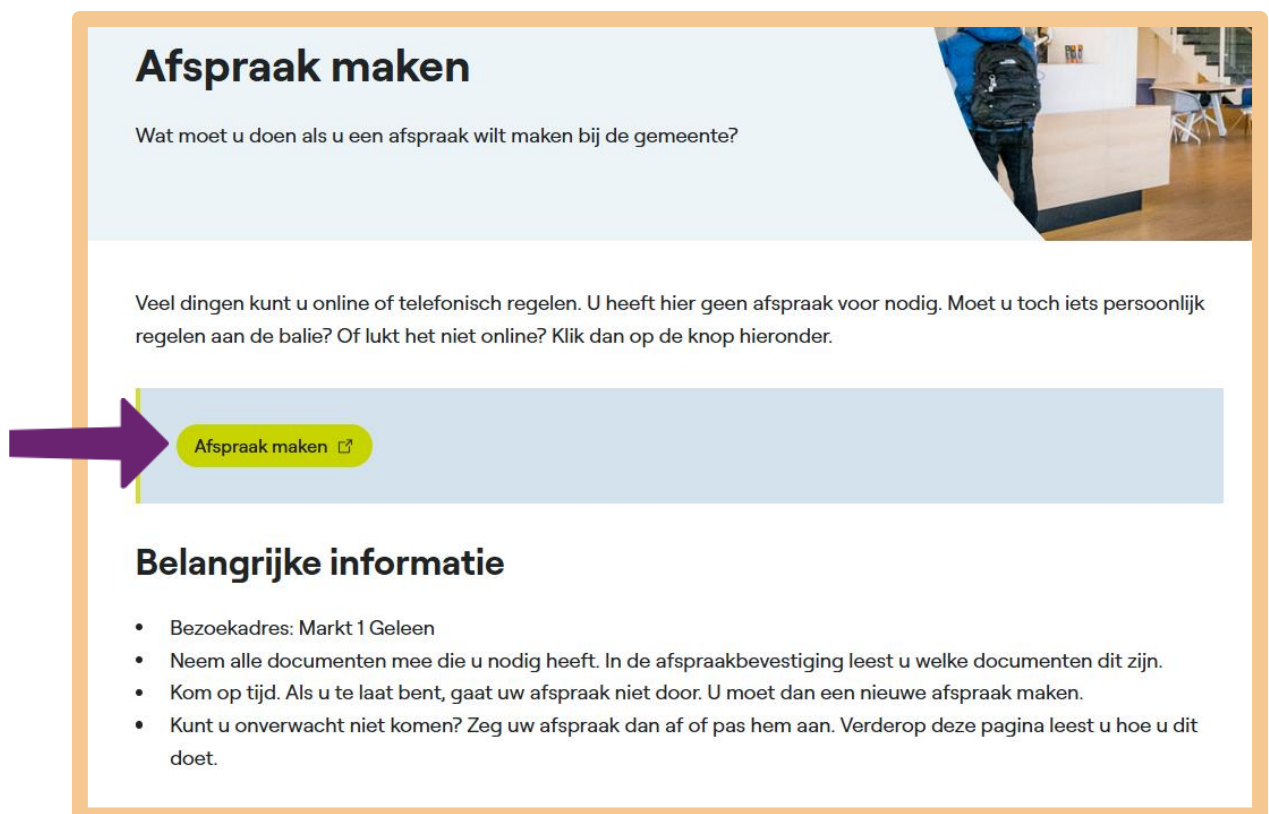 Afspraak maken
Wat moet u doen als u een afspraak wilt maken bij de gemeente?
Veel dingen kunt u online of telefonisch regelen. U heeft hier geen afspraak voor nodig. Moet u toch iets persoonlijk
regelen aan de balie? Of lukt het niet online? Klik dan op de knop hieronder.
Afspraak maken
Belangrijke informatie
• Bezoekadres: Markt 1 Geleen
• Neem alle documenten mee die u nodig heeft. In de afspraakbevestiging leest u welke documenten dit zijn.
• Kom op tijd. Als u te laat bent, gaat uw afspraak niet door. U moet dan een nieuwe afspraak maken.
• Kunt u onverwacht niet komen? Zeg uw afspraak dan af of pas hem aan. Verderop deze pagina leest u hoe u dit
doet.